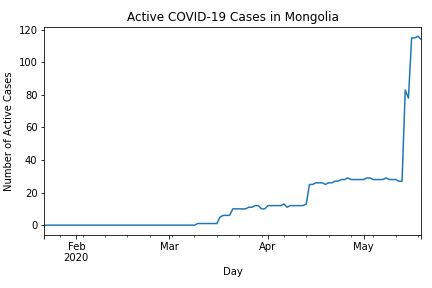 Active COVID-19 Cases in Mongolia
Number of Active Cases
120
100
80
60
40
20
0
Feb Mar Apr May
2020
Day